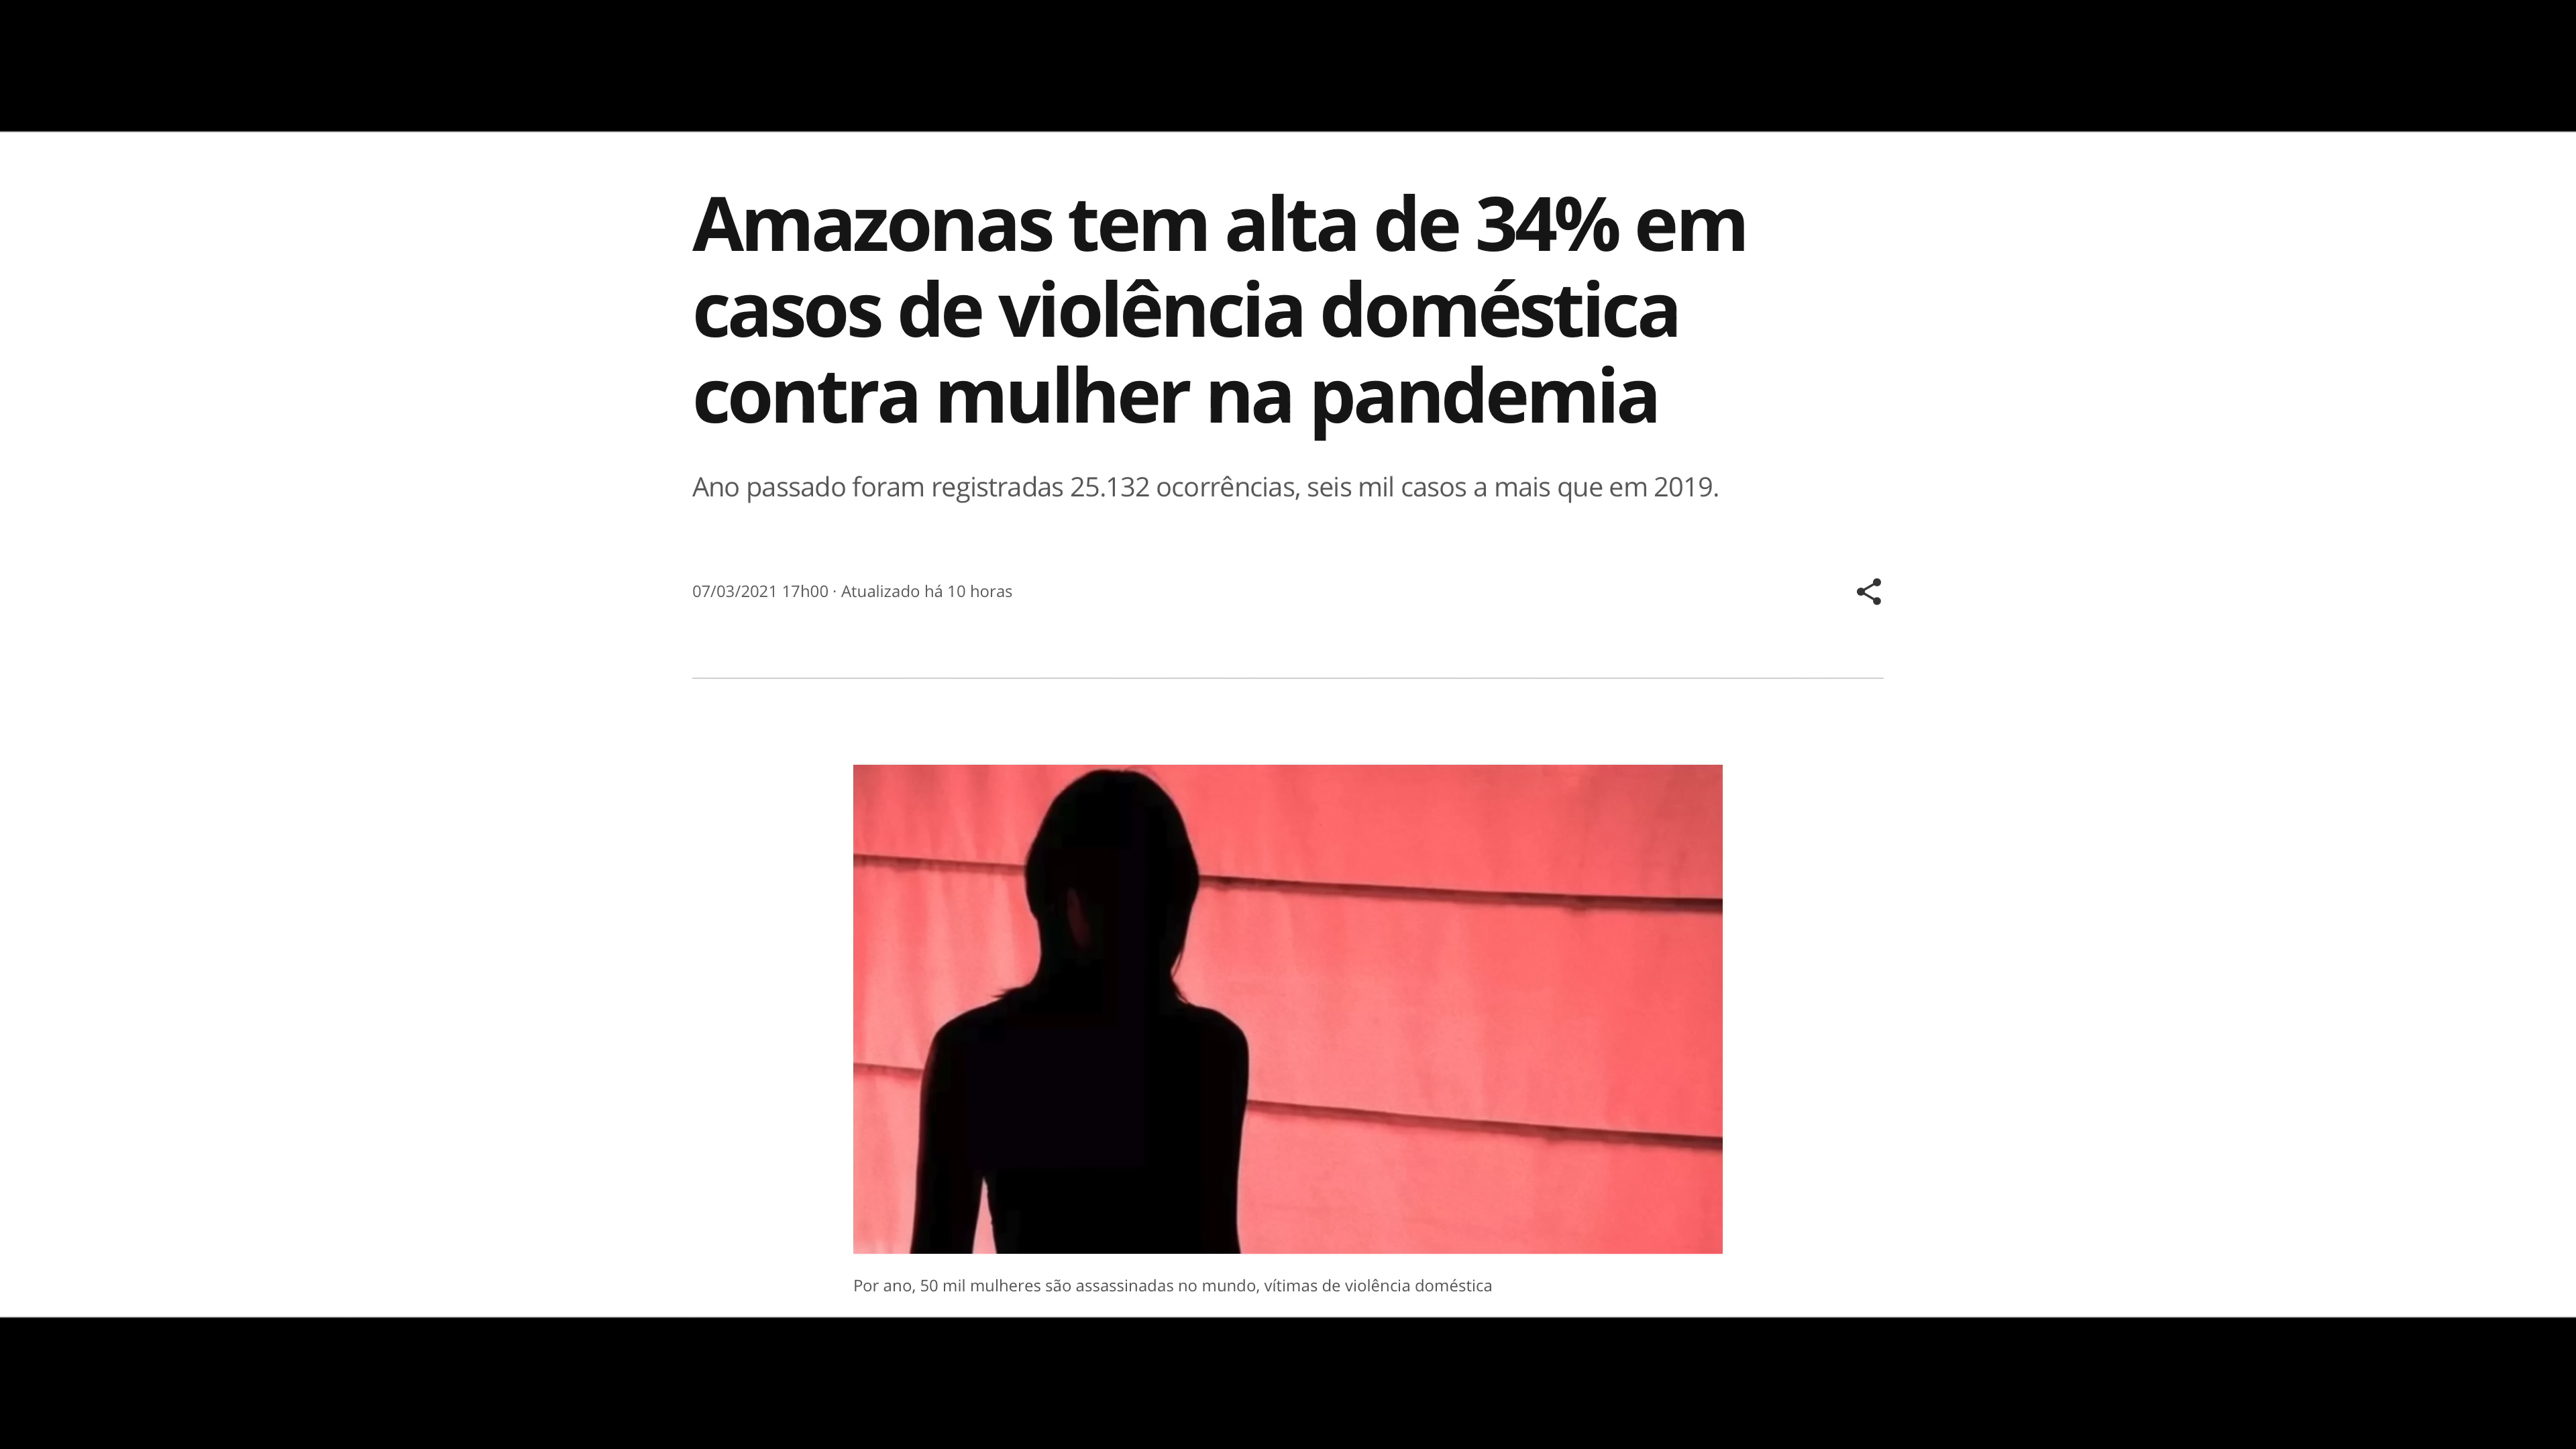 Amazonas tem alta de 34% em
casos de violência doméstica
contra mulher na pandemia
Ano passado foram registradas 25.132 ocorrências, seis mil casos a mais que em 2019.
07/03/2021 17h00 · Atualizado há 10 horas
Por ano, 50 mil mulheres são assassinadas no mundo, vítimas de violência doméstica